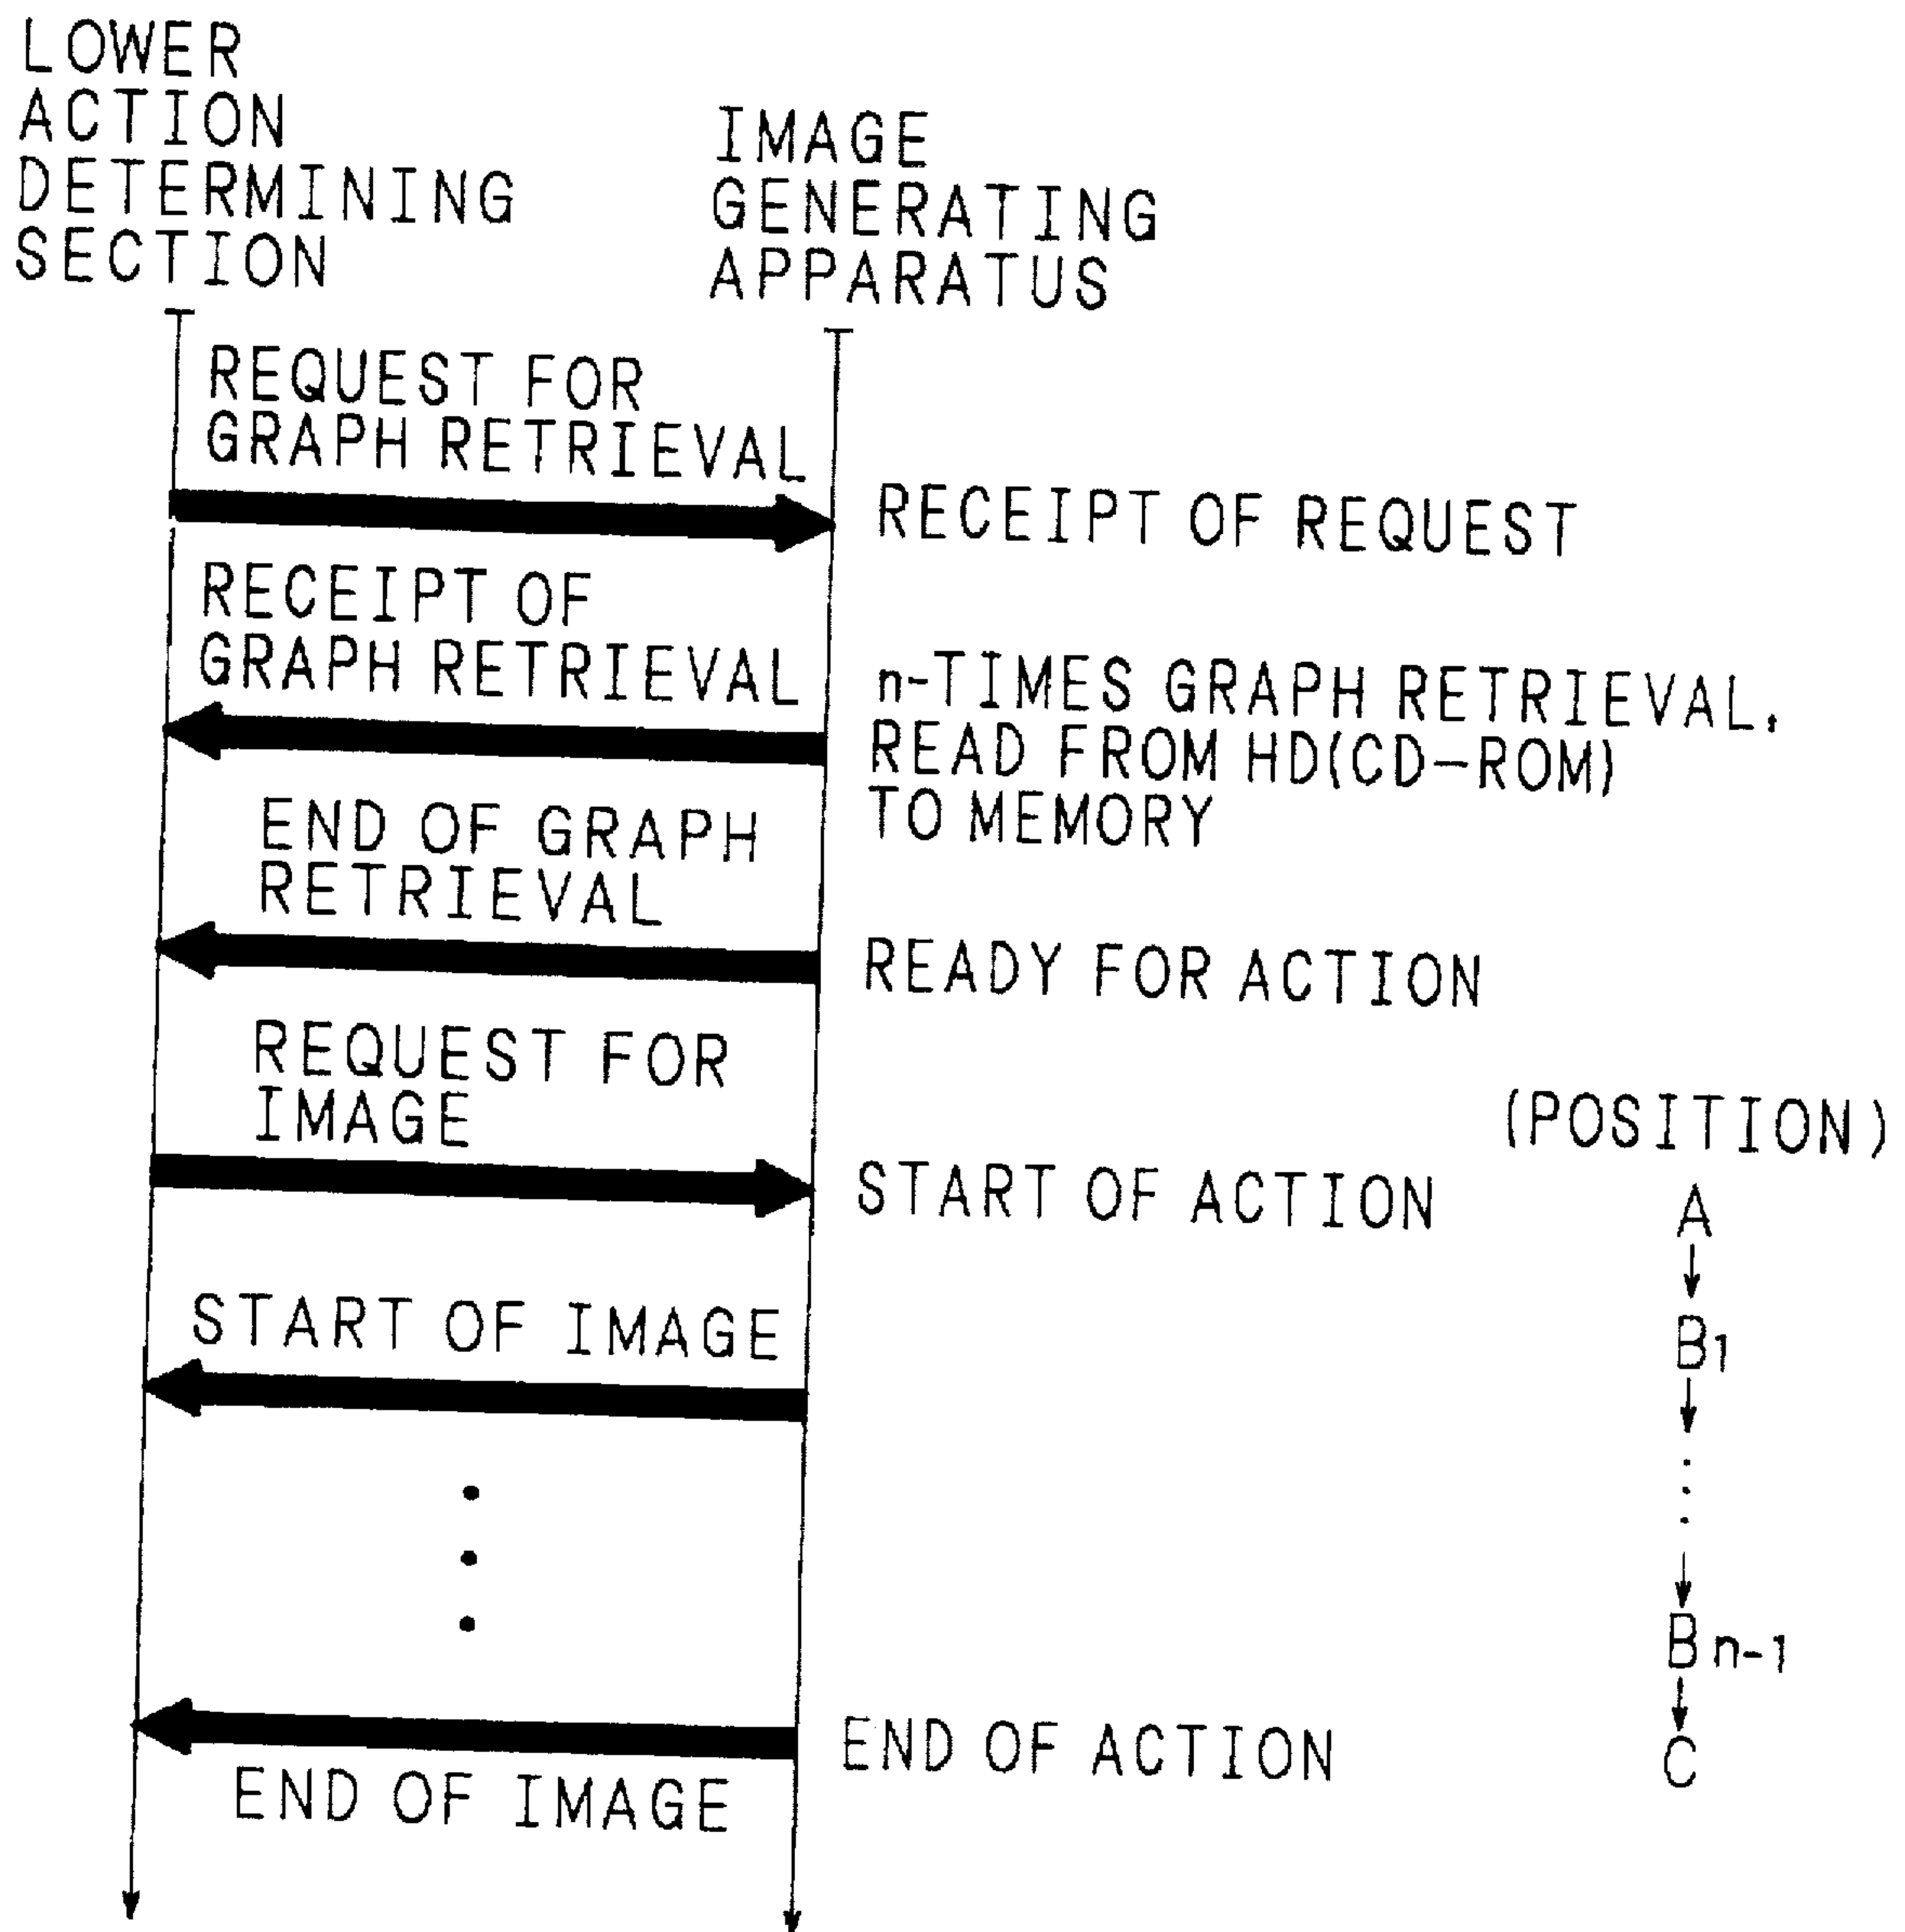 LOWER
ACTION
DETERMINING
SECTION
IMAGE
GENERATING
APPARATUS
REQUEST FOR
GRAPH RETRIEVAL
RECEIPT OF REQUEST
RECEIPT OF
GRAPH RETRIEVAL
n-TIMES GRAPH RETRIEVAL.
READ FROM HD(CD-ROM)
TO MEMORY
END OF GRAPH
RETRIEVAL
READY FOR ACTION
REQUEST FOR
IMAGE
(POSITION)
START OF ACTION
A
START OF IMAGE
B1
Bn-1
END OF ACTION
C
END OF IMAGE